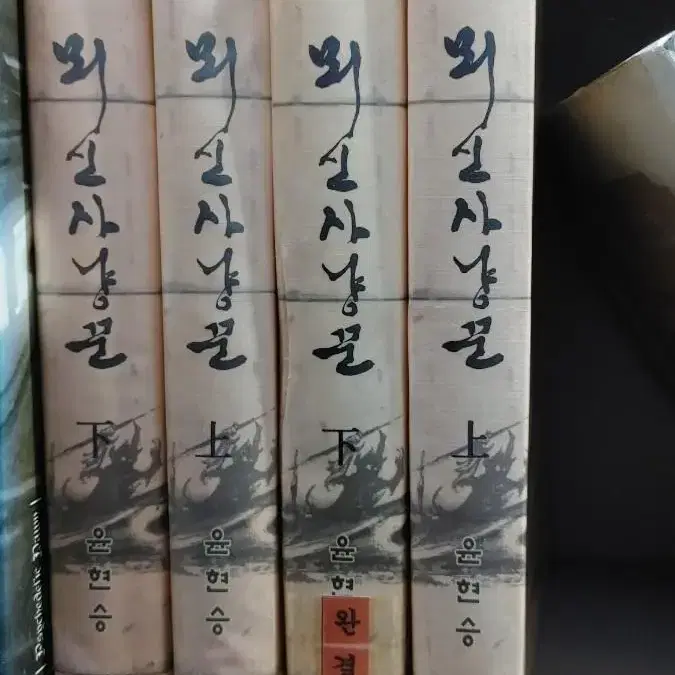 Psychedelic
뫼신사냥꾼 下 윤현승
뫼신사냥꾼 上 윤현승
뫼신사냥꾼 下 윤현
완결
뫼신사냥꾼 上 윤현승